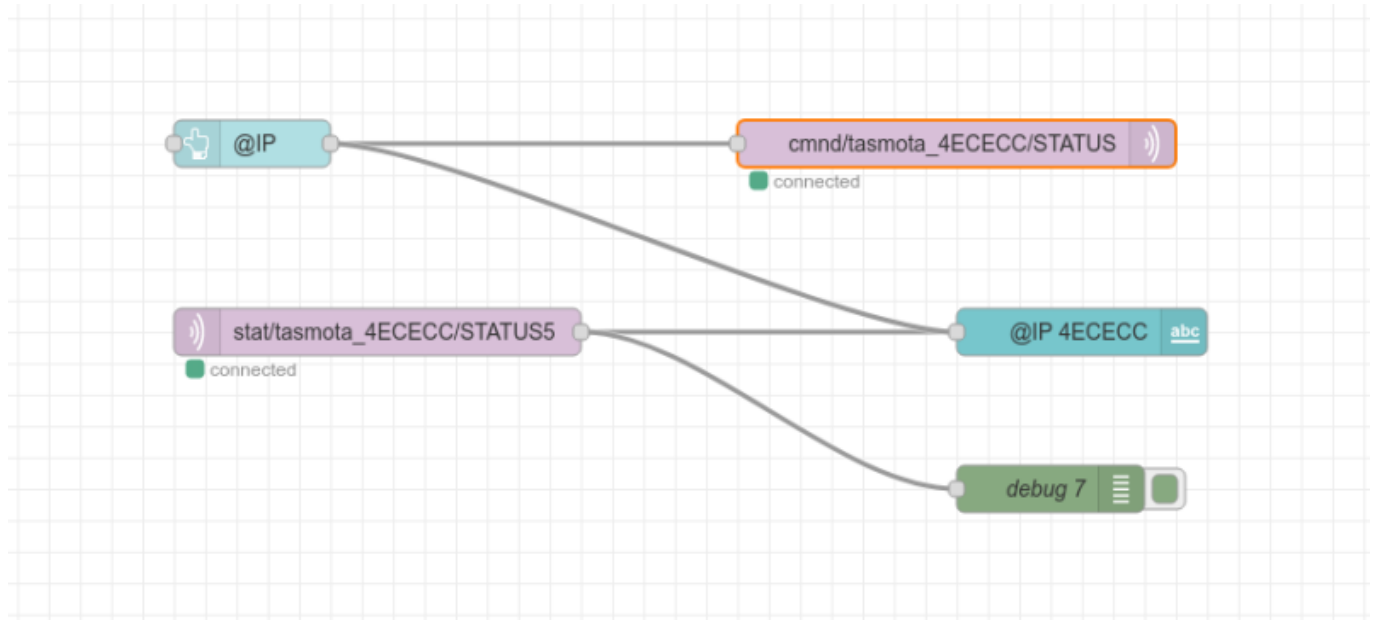 @IP
cmnd/tasmota_4ECECC/STATUS
connected
stat/tasmota_4ECECC/STATUS5
connected
@IP 4ECECC
abc
debug 7